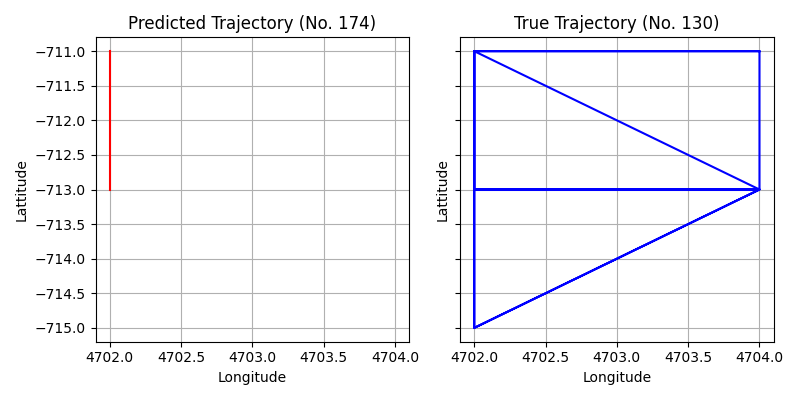 Predicted Trajectory (No. 174)
Lattitude
−711.0
−711.5
−712.0
−712.5
−713.0
−713.5
−714.0
−714.5
−715.0
4702.0 4702.5 4703.0 4703.5 4704.0
Longitude
True Trajectory (No. 130)
Lattitude
4702.0 4702.5 4703.0 4703.5 4704.0
Longitude